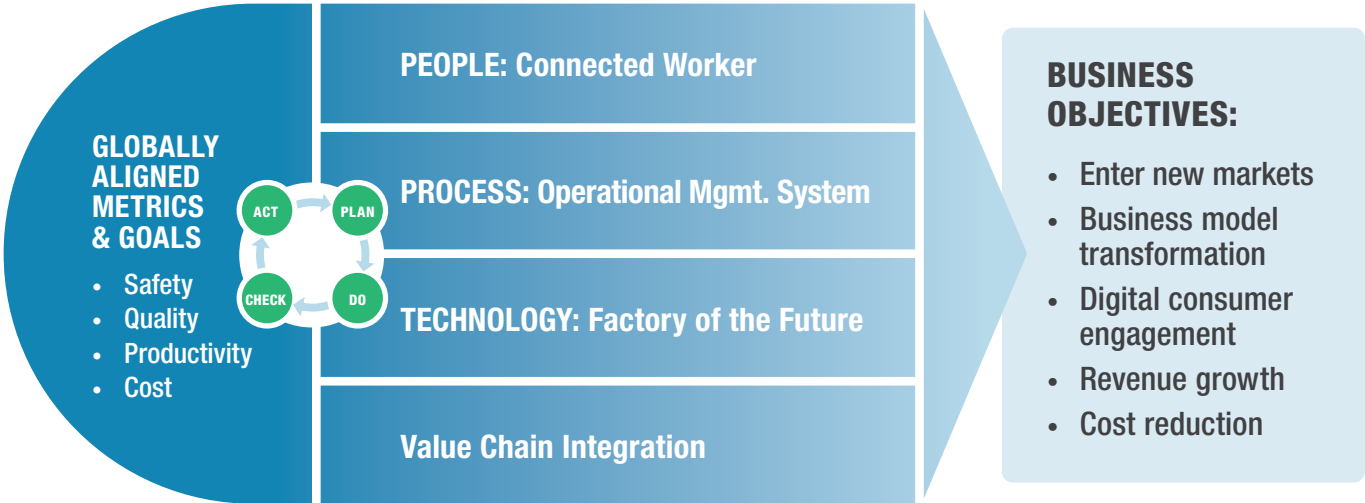 GLOBALLY
ALIGNED
METRICS
& GOALS
• Safety
• Quality
• Productivity
• Cost
ACT
PLAN
CHECK
DO
PEOPLE: Connected Worker
PROCESS: Operational Mgmt. System
TECHNOLOGY: Factory of the Future
Value Chain Integration
BUSINESS
OBJECTIVES:
• Enter new markets
• Business model
transformation
• Digital consumer
engagement
• Revenue growth
• Cost reduction